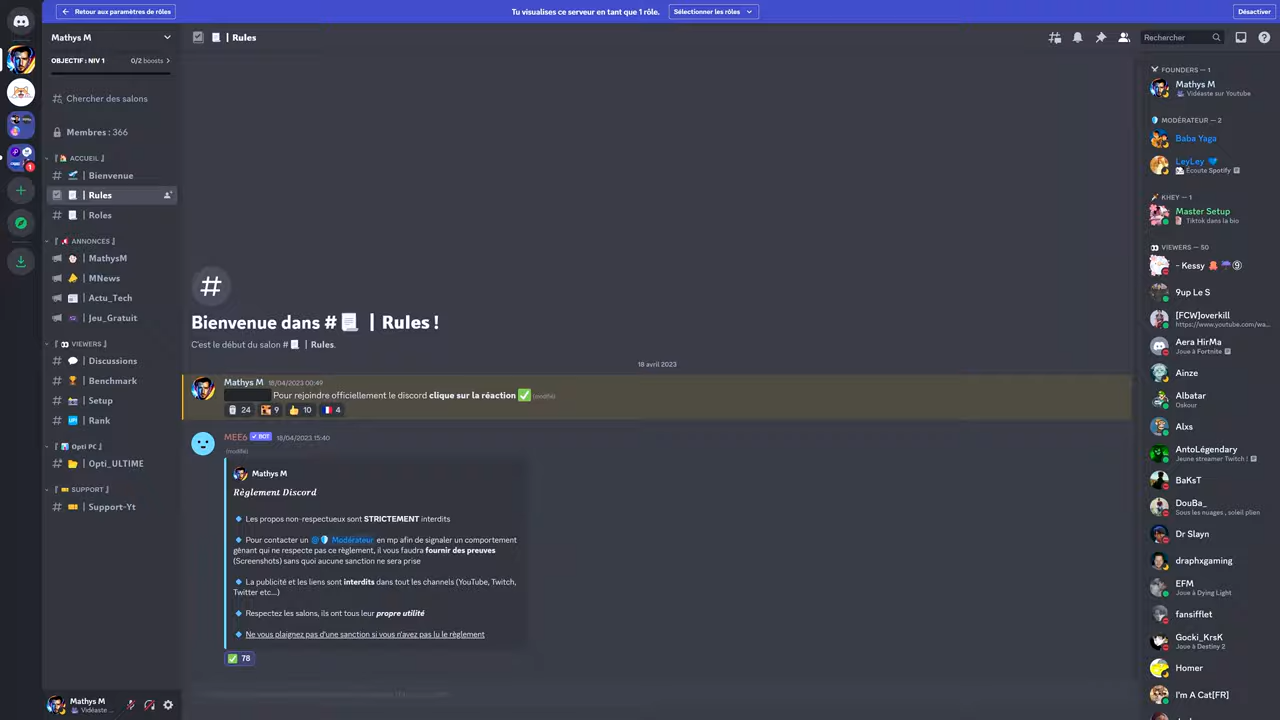 Retour aux paramètres de rôles
Tu visualises ce serveur en tant que 1 rôle.
Sélectionner les rôles
Désactiver
Mathys M
OBJECTIF : NIV 1
0/2 boosts
Chercher des salons
Membres : 366
『🏠 ACCUEIL 』
| Bienvenue
| Rules
| Roles
『 ANNONCES 』
| MathysM
| MNews
| Actu_Tech
| Jeu_Gratuit
『👀 VIEWERS 』
| Discussions
| Benchmark
| Setup
| Rank
『 Opti PC 』
| Opti_ULTIME
『 SUPPORT 』
| Support-Yt
Mathys M
Vidéaste ...
| Rules
Rechercher
Bienvenue dans #📃 | Rules !
C'est le début du salon #📃 | Rules.
18 avril 2023
Mathys M 18/04/2023 00:49
Pour rejoindre officiellement le discord clique sur la réaction ✅ (modifié)
24 9 👍 10 🇫🇷 4
MEE6 ✓ BOT 18/04/2023 15:40
(modifié)
Mathys M
Règlement Discord
🔹 Les propos non-respectueux sont STRICTEMENT interdits
🔹 Pour contacter un @🛡 Modérateur en mp afin de signaler un comportement
gênant qui ne respecte pas ce règlement, il vous faudra fournir des preuves
(Screenshots) sans quoi aucune sanction ne sera prise
🔹 La publicité et les liens sont interdits dans tout les channels (YouTube, Twitch,
Twitter etc...)
🔹 Respectez les salons, ils ont tous leur propre utilité
🔹 Ne vous plaignez pas d'une sanction si vous n'avez pas lu le règlement
✅ 78
FOUNDERS — 1
Mathys M
Vidéaste sur Youtube
MODÉRATEUR — 2
Baba Yaga
LeyLey 💙
Écoute Spotify
KHEY — 1
Master Setup
Tiktok dans la bio
VIEWERS — 50
- Kessy ⑨
9up Le S
[FCW]overkill
https://www.youtube.com/wa...
Aera HirMa
Joue à Fortnite
Ainze
Albatar
Oskour
Alxs
AntoLégendary
Jeune streamer Twitch !
BaKsT
DouBa_
Sous les nuages , soleil plien
Dr Slayn
draphxgaming
EFM
Joue à Dying Light
fansifflet
Gocki_KrsK
Joue à Destiny 2
Homer
I'm A Cat[FR]